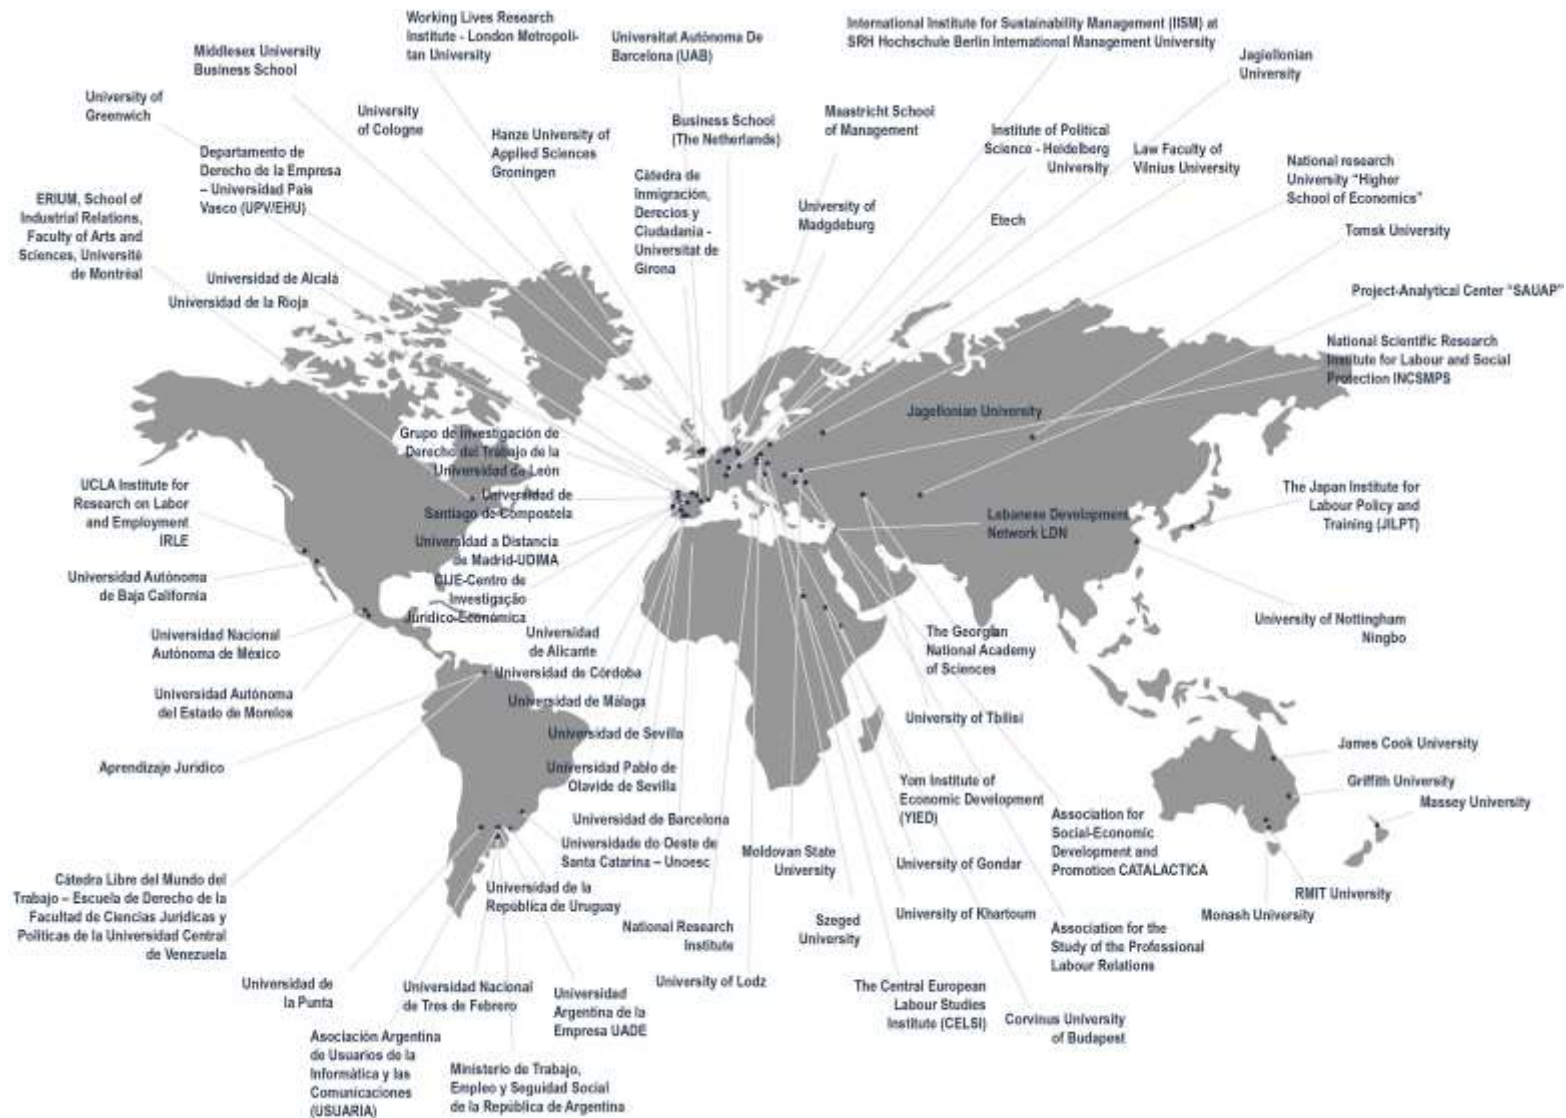 Working Lives Research
Institute - London Metropoli-
tan University
Universitat Autònoma De
Barcelona (UAB)
International Institute for Sustainability Management (IISM) at
SRH Hochschule Berlin International Management University
Middlesex University
Business School
Jagiellonian
University
University of
Greenwich
University
of Cologne
Hanze University of
Applied Sciences
Groningen
Business School
(The Netherlands)
Maastricht School
of Management
Institute of Political
Science - Heidelberg
University
Law Faculty of
Vilnius University
National research
University “Higher
School of Economics”
Departamento de
Derecho de la Empresa
– Universidad Pais
Vasco (UPV/EHU)
Cátedra de
Inmigración,
Derecios y
Ciudadania -
Universitat de
Girona
University of
Madgdeburg
Etech
Tomsk University
ERIUM, School of
Industrial Relations,
Faculty of Arts and
Sciences, Université
de Montréal
Universidad de Alcalá
Universidad de la Rioja
Project-Analytical Center “SAUAP”
National Scientific Research
Institute for Labour and Social
Protection INCSMPS
Jagellonian University
Grupo de Investigación de
Derecho del Trabajo de la
Universidad de León
UCLA Institute for
Research on Labor
and Employment
IRLE
Universidad de
Santiago de Compostela
The Japan Institute for
Labour Policy and
Training (JILPT)
Lebanese Development
Network LDN
Universidad a Distancia
de Madrid-UDIMA
Universidad Autónoma
de Baja California
CIJE-Centro de
Investigação
Jurídico-Económica
Universidad Nacional
Autónoma de México
Universidad
de Alicante
The Georgian
National Academy
of Sciences
University of Nottingham
Ningbo
Universidad de Córdoba
Universidad Autónoma
del Estado de Morelos
Universidad de Málaga
University of Tbilisi
Universidad de Sevilla
James Cook University
Aprendizaje Juridico
Universidad Pablo de
Olavide de Sevilla
Yom Institute of
Economic Development
(YIED)
Griffith University
Massey University
Universidad de Barcelona
Association for
Social-Economic
Development and
Promotion CATALACTICA
Universidade do Oeste de
Santa Catarina – Unoesc
Moldovan State
University
University of Gondar
Cátedra Libre del Mundo del
Trabajo – Escuela de Derecho de la
Facultad de Ciencias Jurídicas y
Políticas de la Universidad Central
de Venezuela
Universidad de la
República de Uruguay
RMIT University
Monash University
National Research
Institute
Szeged
University
University of Khartoum
Association for the
Study of the Professional
Labour Relations
Universidad de
la Punta
Universidad Nacional
de Tres de Febrero
Universidad
Argentina de la
Empresa UADE
University of Lodz
The Central European
Labour Studies
Institute (CELSI)
Corvinus University
of Budapest
Asociación Argentina
de Usuarios de la
Informática y las
Comunicaciones
(USUARIA)
Ministerio de Trabajo,
Empleo y Seguidad Social
de la República de Argentina